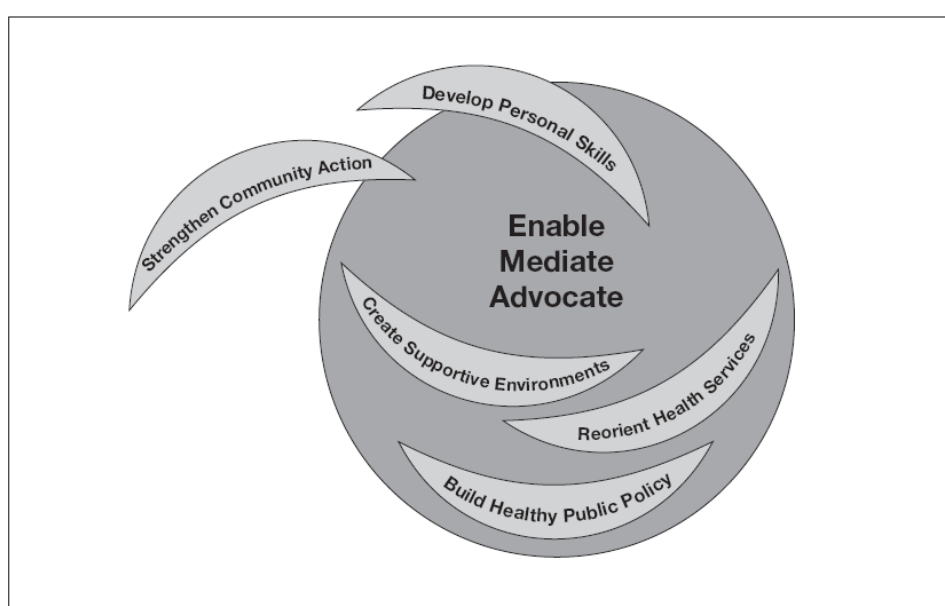 Develop Personal Skills
Strengthen Community Action
Enable
Mediate
Advocate
Create Supportive Environments
Reorient Health Services
Build Healthy Public Policy